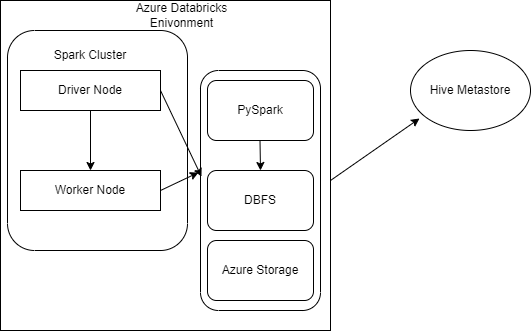 Azure Databricks
Enivonment
Spark Cluster
Driver Node
Worker Node
PySpark
DBFS
Azure Storage
Hive Metastore